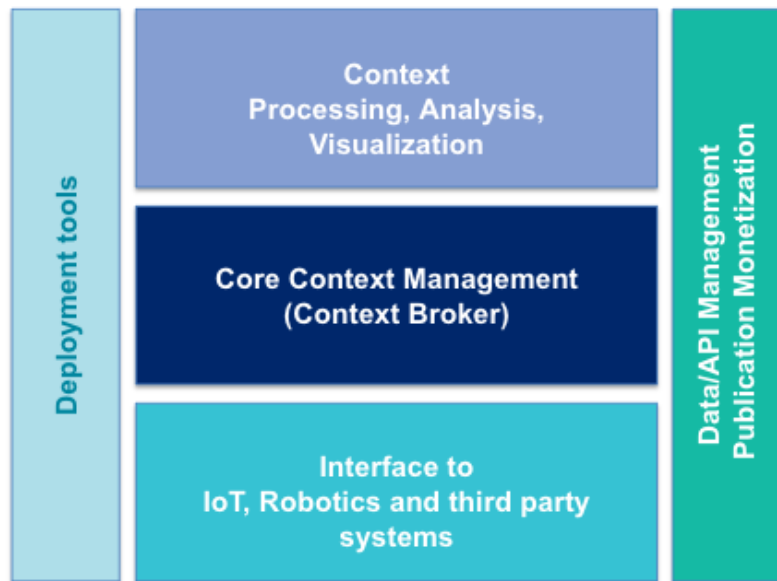 Deployment tools
Context
Processing, Analysis,
Visualization
Core Context Management
(Context Broker)
Interface to
IoT, Robotics and third party
systems
Data/API Management
Publication Monetization